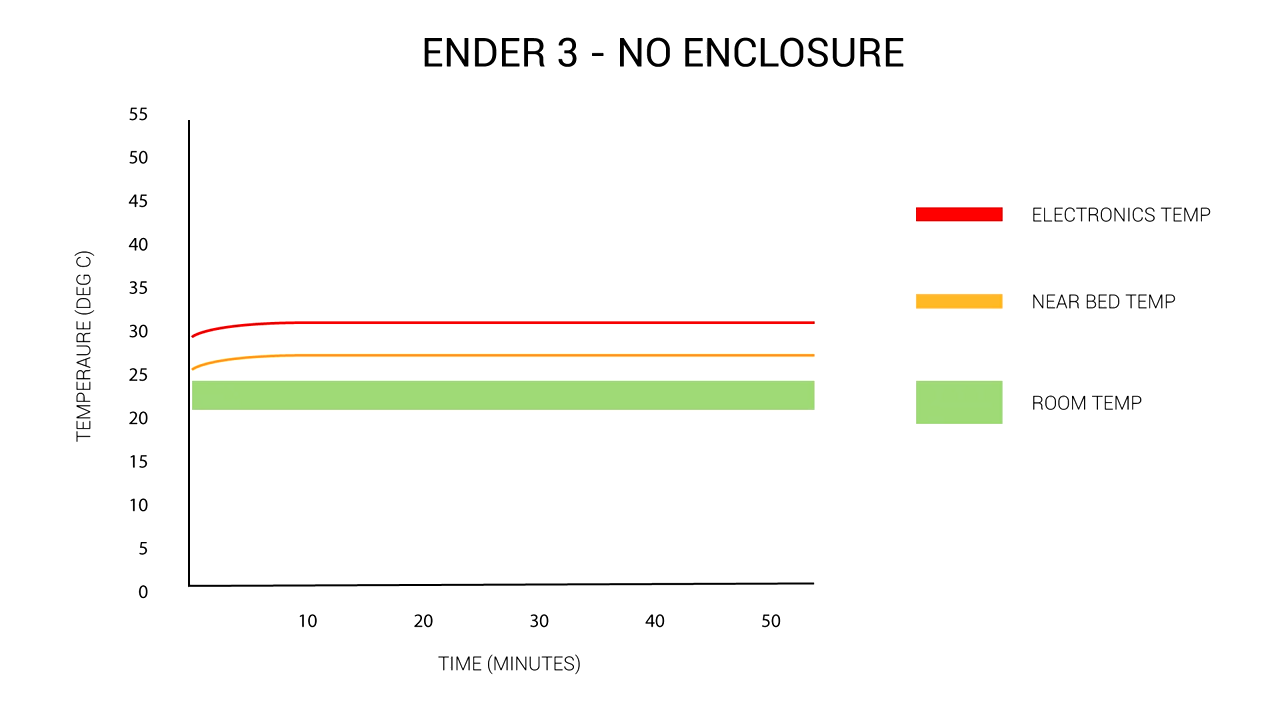 ENDER 3 - NO ENCLOSURE
55
50
45
40
35
30
25
20
15
10
5
0
TEMPERAURE (DEG C)
10 20 30 40 50
TIME (MINUTES)
ELECTRONICS TEMP
NEAR BED TEMP
ROOM TEMP